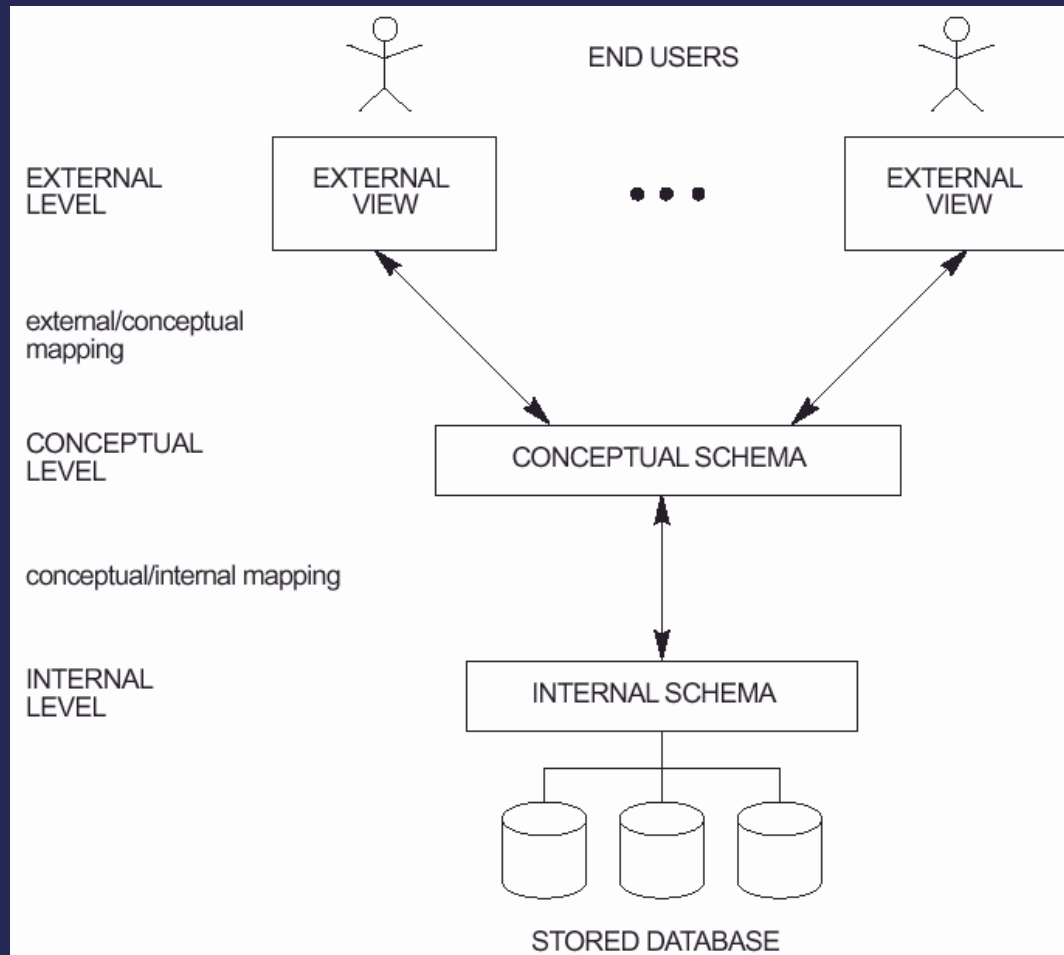 END USERS
EXTERNAL
LEVEL
EXTERNAL
VIEW
EXTERNAL
VIEW
external/conceptual
mapping
CONCEPTUAL
LEVEL
CONCEPTUAL SCHEMA
conceptual/internal mapping
INTERNAL
LEVEL
INTERNAL SCHEMA
STORED DATABASE